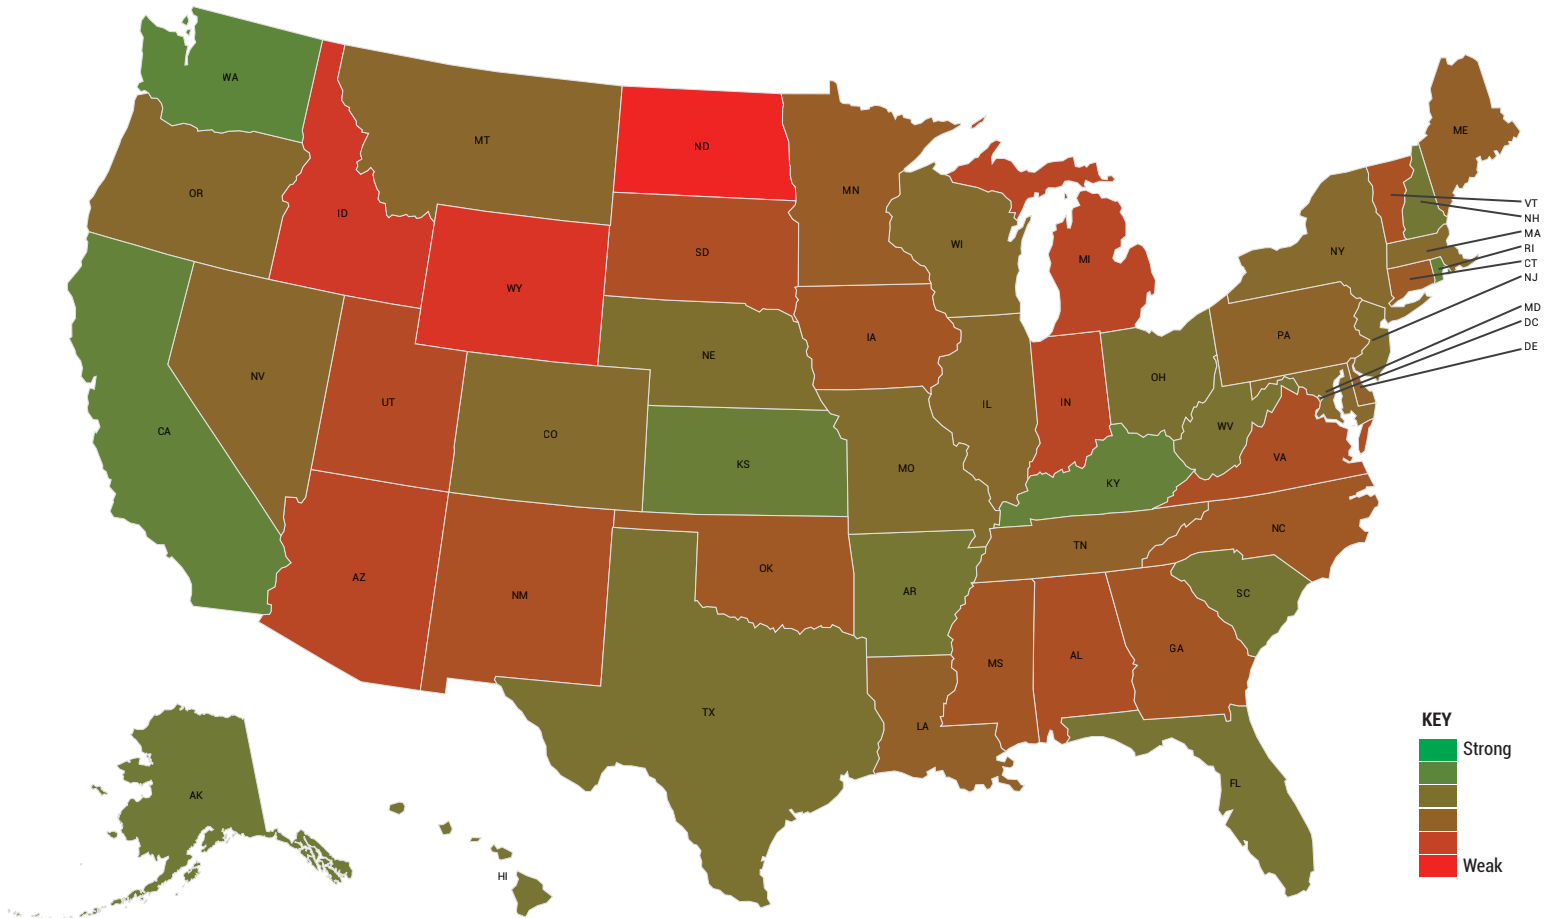 WA
MT
ND
OR
ID
MN
ME
SD
WY
WI
MI
NY
VT
NH
MA
RI
CT
NJ
MD
DC
DE
NV
UT
CO
NE
IA
PA
IL
IN
OH
WV
VA
CA
KS
MO
KY
AZ
NM
OK
AR
TN
NC
SC
MS
AL
GA
TX
LA
FL
AK
HI
KEY
Strong
Weak